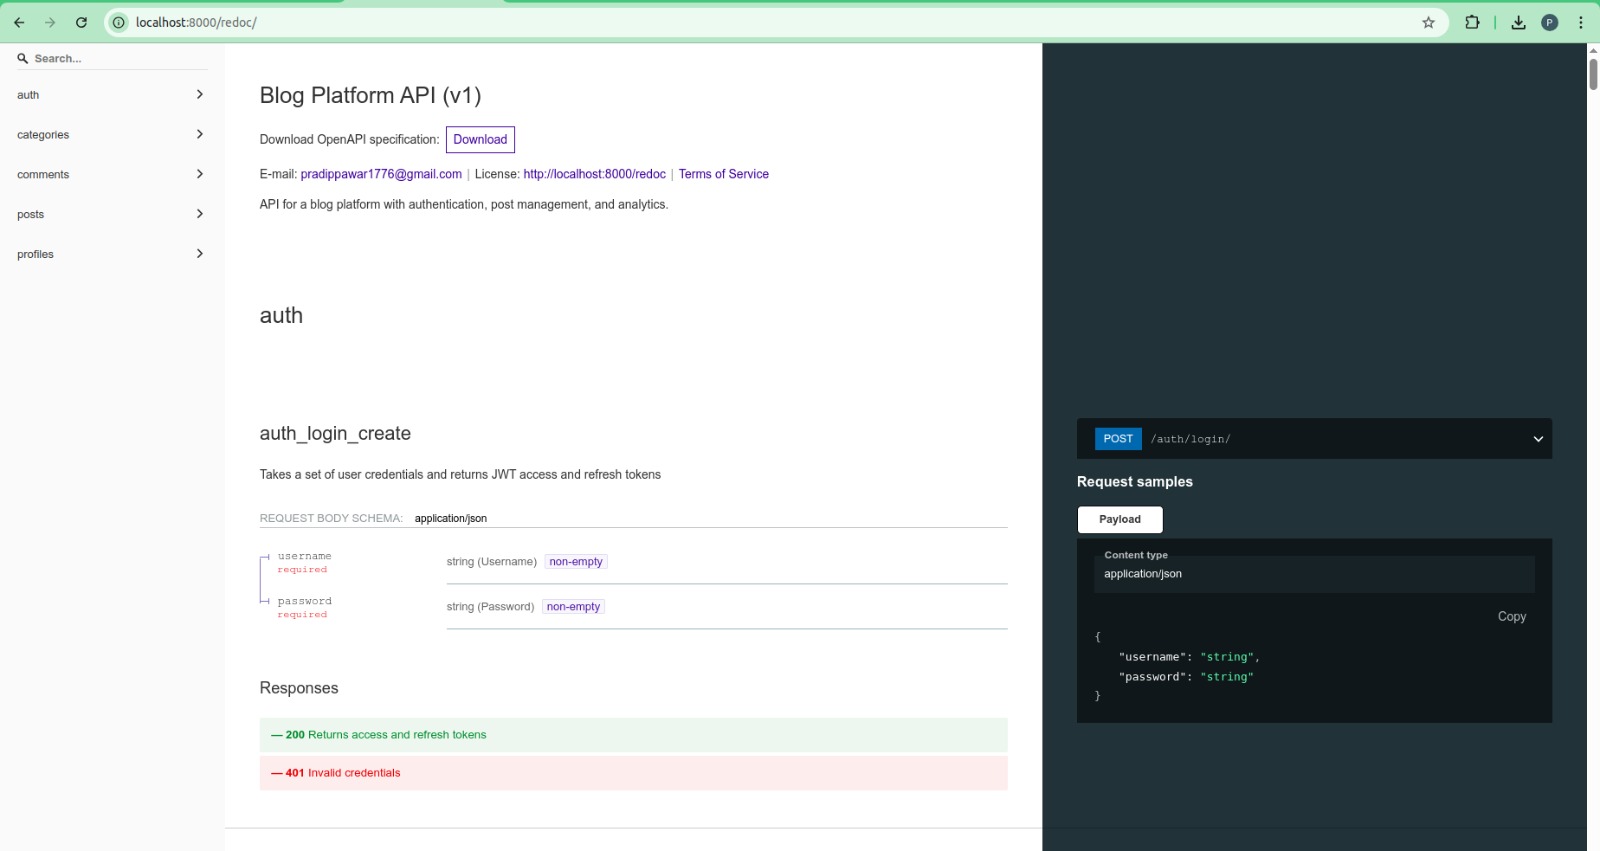 localhost:8000/redoc/
P
Search...
auth
categories
comments
posts
profiles
Blog Platform API (v1)
Download OpenAPI specification: Download
E-mail: pradippawar1776@gmail.com | License: http://localhost:8000/redoc | Terms of Service
API for a blog platform with authentication, post management, and analytics.
auth
auth_login_create
Takes a set of user credentials and returns JWT access and refresh tokens
REQUEST BODY SCHEMA: application/json
username
required
string (Username) non-empty
password
required
string (Password) non-empty
Responses
— 200 Returns access and refresh tokens
— 401 Invalid credentials
POST /auth/login/
Request samples
Payload
Content type
application/json
Copy
{
"username": "string",
"password": "string"
}